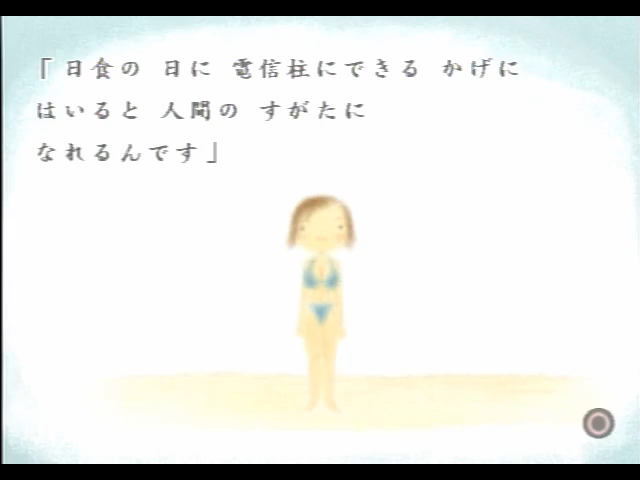 「日食の 日に 電信柱にできる かげに
はいると 人間の すがたに
なれるんです」